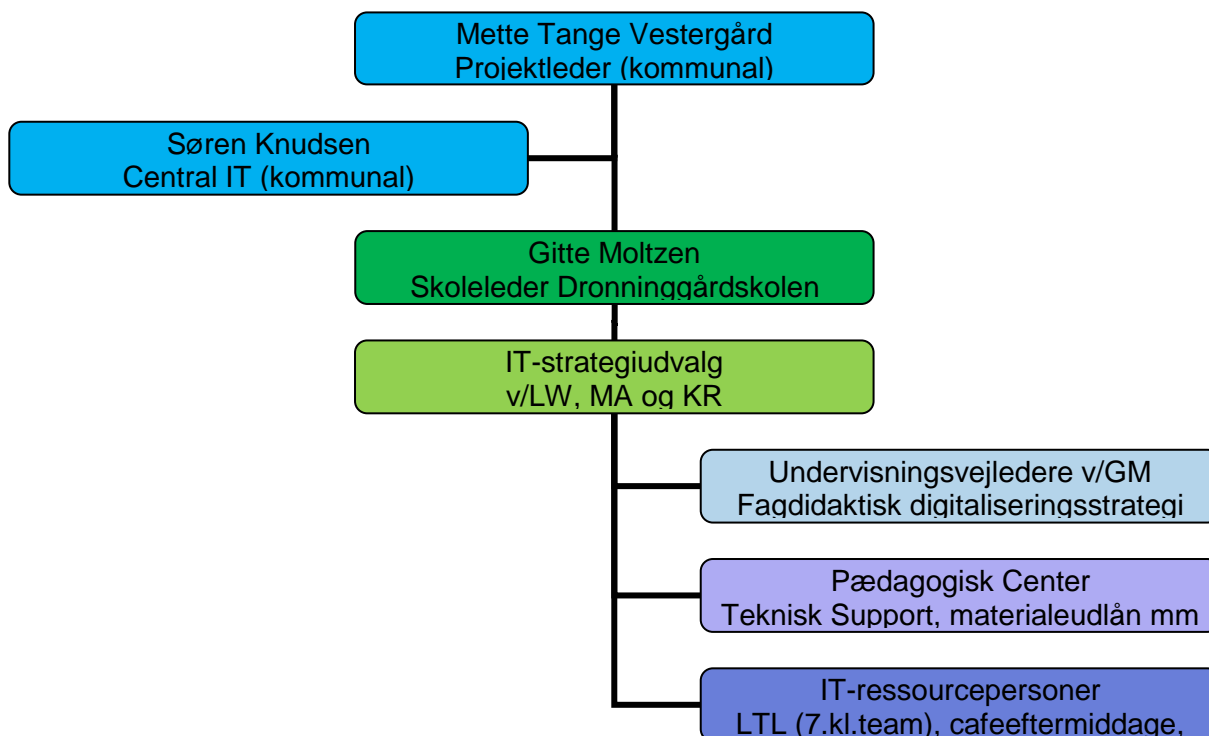 Mette Tange Vestergård
Projektleder (kommunal)
Søren Knudsen
Central IT (kommunal)
Gitte Moltzen
Skoleleder Dronninggårdskolen
IT-strategiudvalg
v/LW, MA og KR
Undervisningsvejledere v/GM
Fagdidaktisk digitaliseringsstrategi
Pædagogisk Center
Teknisk Support, materialeudlån mm
IT-ressourcepersoner
LTL (7.kl.team), cafeeftermiddage,